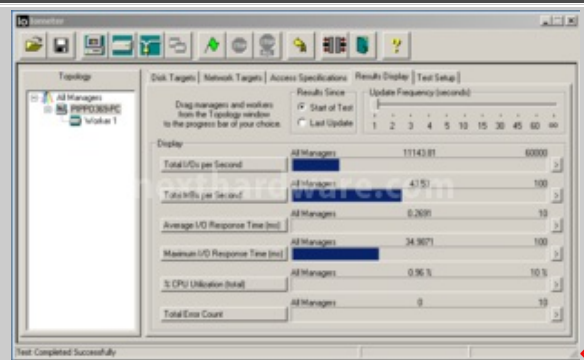 Iometer
Topology
All Managers
PIPPO369-PC
Worker 1
Disk Targets Network Targets Access Specifications Results Display Test Setup
Drag managers and workers
from the Topology window
to the progress bar of your choice.
Results Since
Start of Test
Last Update
Update Frequency (seconds)
1 2 3 4 5 10 15 30 45 60 ∞
Display
All Managers 11143.81 60000
Total I/Os per Second
All Managers 43.53 100
Total MBs per Second
All Managers 0.2691 10
Average I/O Response Time (ms)
All Managers 34.9871 100
Maximum I/O Response Time (ms)
All Managers 0.96 % 10 %
% CPU Utilization (total)
All Managers 0 10
Total Error Count
Test Completed Successfully
nexthardware.com